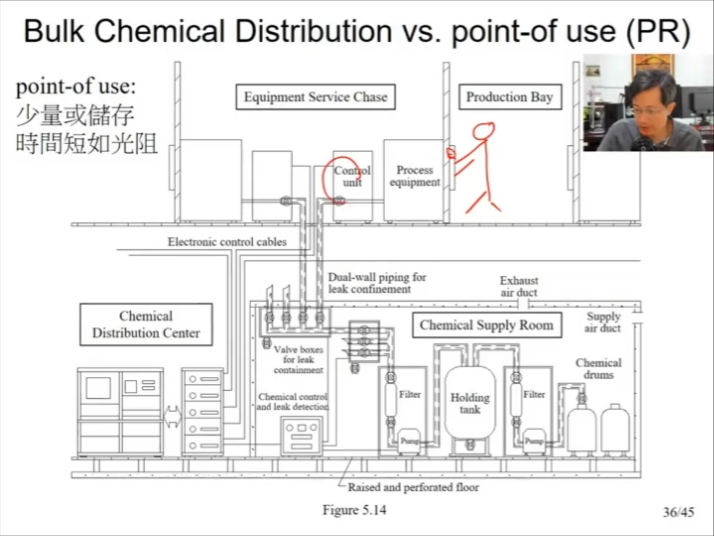 Bulk Chemical Distribution vs. point-of use (PR)
point-of use:
少量或儲存
時間短如光阻
Equipment Service Chase
Production Bay
Control
unit
Process
equipment
Electronic control cables
Dual-wall piping for
leak confinement
Exhaust
air duct
Chemical
Distribution Center
Chemical Supply Room
Supply
air duct
Valve boxes
for leak
containment
Chemical control
and leak detection
Filter
Pump
Holding
tank
Filter
Pump
Chemical
drums
Raised and perforated floor
Figure 5.14
36/45